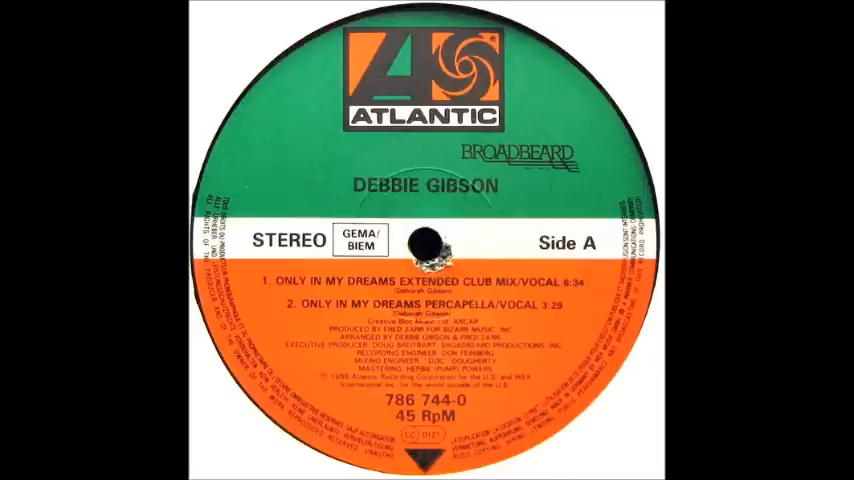 ATLANTIC
BROADBEARD
DEBBIE GIBSON
STEREO
GEMA/
BIEM
Side A
1. ONLY IN MY DREAMS EXTENDED CLUB MIX/VOCAL 6:34
(Deborah Gibson)
2. ONLY IN MY DREAMS PERCAPELLA/VOCAL 3:29
(Deborah Gibson)
Creative Bloc Music Ltd. ASCAP
PRODUCED BY FRED ZARR FOR BIZARR MUSIC, INC.
ARRANGED BY DEBBIE GIBSON & FRED ZARR
EXECUTIVE PRODUCER: DOUG BREITBART, BROADBEARD PRODUCTIONS, INC.
RECORDING ENGINEER: DON FEINBERG
MIXING ENGINEER: "DOC" DOUGHERTY
MASTERING: HERBIE (PUMP) POWERS
℗ 1986 Atlantic Recording Corporation for the U.S. and WEA
International Inc. for the world outside of the U.S.
786 744-0
45 RpM
LC 0121